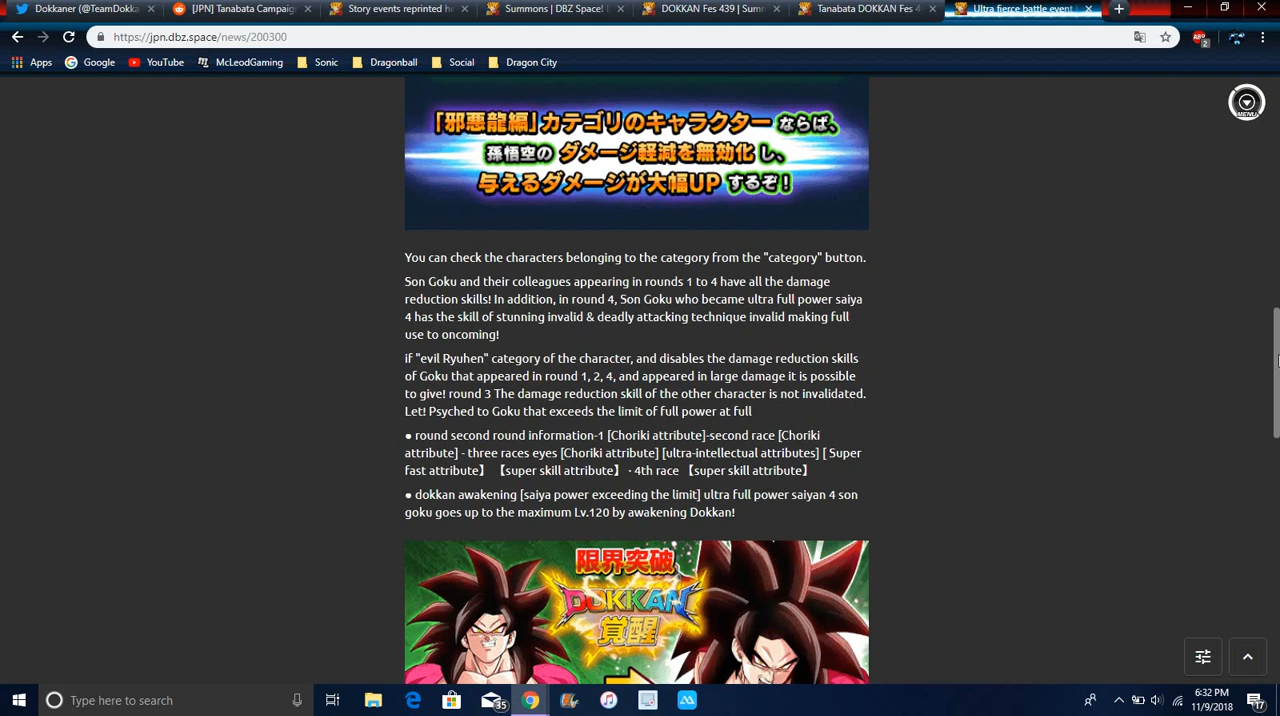 Dokkaner (@TeamDokka
[JPN] Tanabata Campaign
Story events reprinted he
Summons | DBZ Space! D
DOKKAN Fes 439 | Summ
Tanabata DOKKAN Fes 4
Ultra fierce battle event
https://jpn.dbz.space/news/200300
ABP
2
Apps
Google
YouTube
McLeodGaming
Sonic
Dragonball
Social
Dragon City
MENU
「邪悪龍編」カテゴリのキャラクターならば、
孫悟空のダメージ軽減を無効化し、
与えるダメージが大幅UPするぞ!
You can check the characters belonging to the category from the "category" button.
Son Goku and their colleagues appearing in rounds 1 to 4 have all the damage
reduction skills! In addition, in round 4, Son Goku who became ultra full power saiya
4 has the skill of stunning invalid & deadly attacking technique invalid making full
use to oncoming!
if "evil Ryuhen" category of the character, and disables the damage reduction skills
of Goku that appeared in round 1, 2, 4, and appeared in large damage it is possible
to give! round 3 The damage reduction skill of the other character is not invalidated.
Let! Psyched to Goku that exceeds the limit of full power at full
● round second round information-1 [Choriki attribute]-second race [Choriki
attribute] - three races eyes [Choriki attribute] [ultra-intellectual attributes] [ Super
fast attribute】 【super skill attribute】 · 4th race 【super skill attribute】
● dokkan awakening [saiya power exceeding the limit] ultra full power saiyan 4 son
goku goes up to the maximum Lv.120 by awakening Dokkan!
限界突破
DOKKAN
覚醒
Type here to search
35
6:32 PM
11/9/2018
17